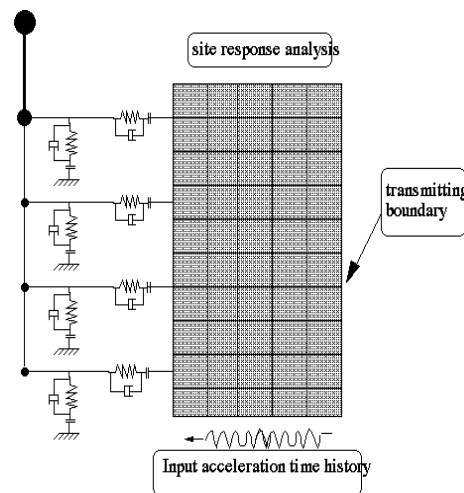 site response analysis
transmitting
boundary
Input acceleration time history